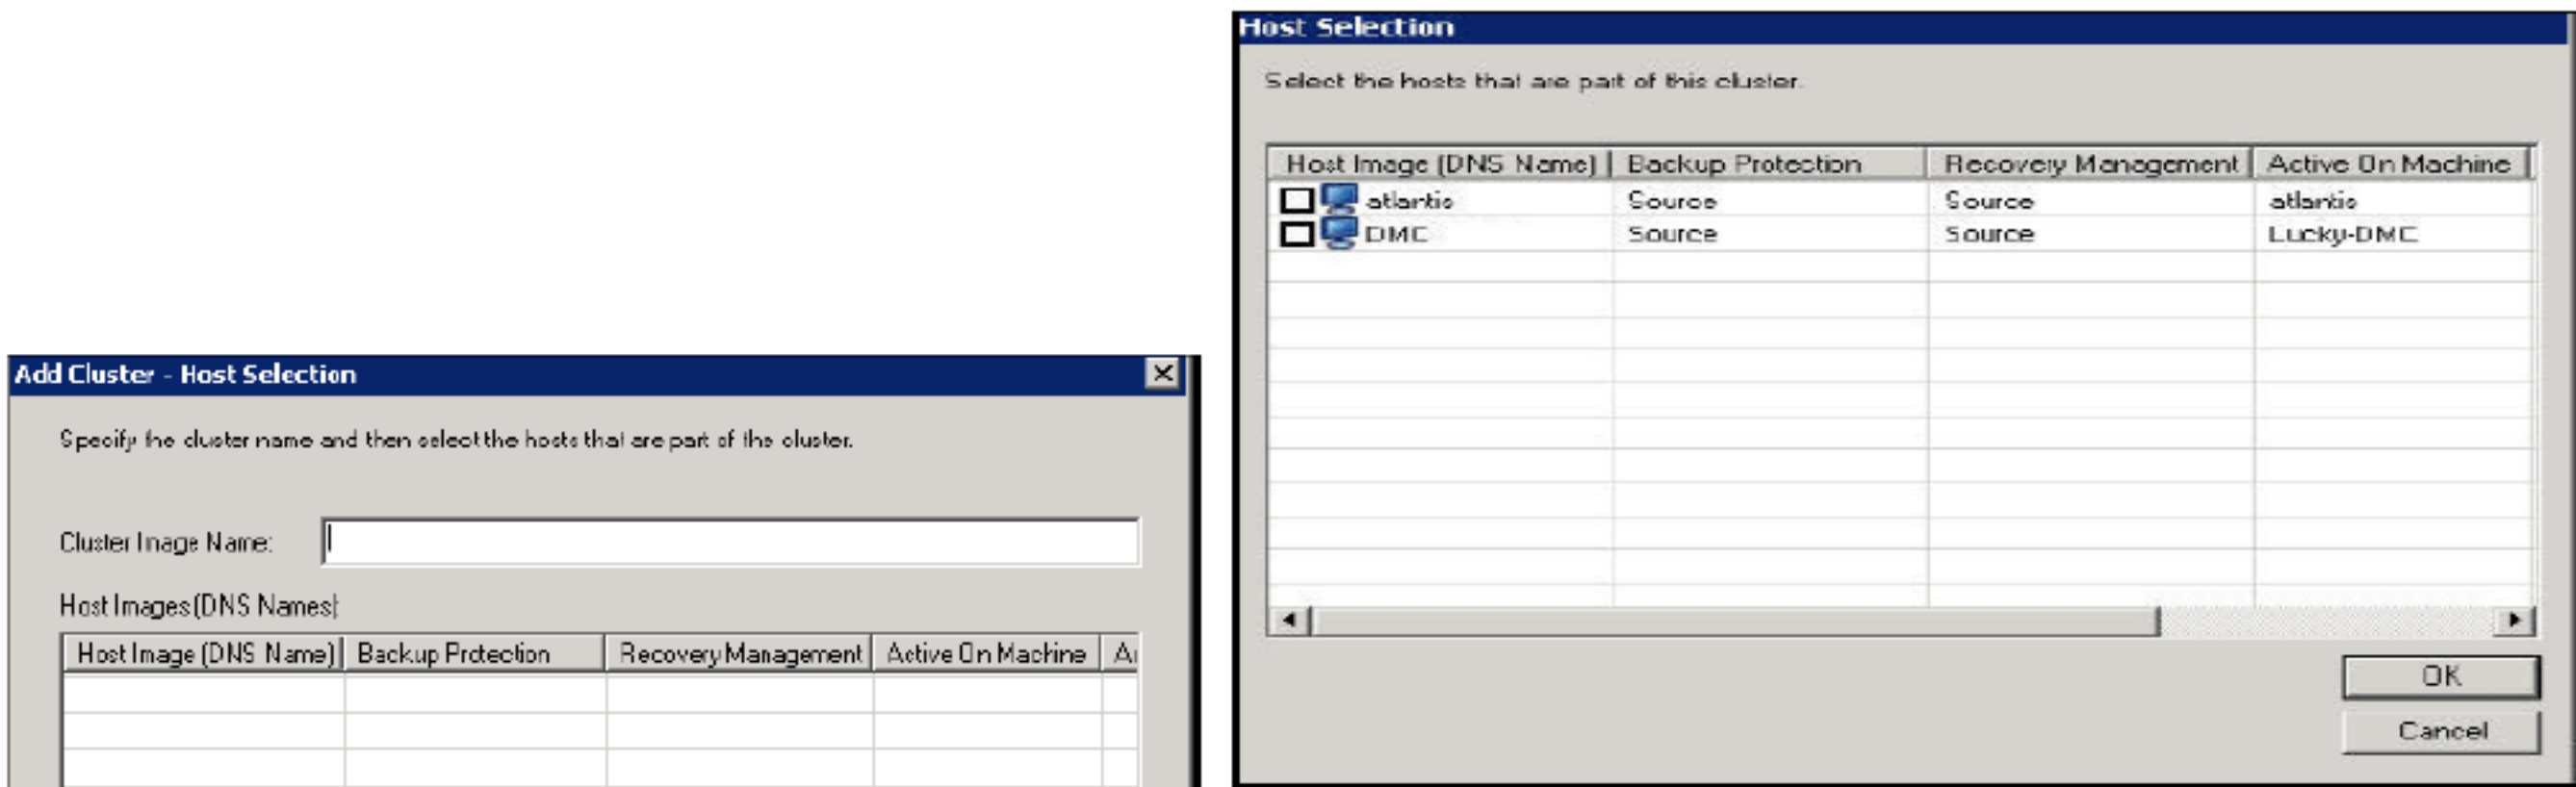 Host Selection
Select the hosts that are part of this cluster.
Host Image (DNS Name) Backup Protection Recovery Management Active On Machine
atlantis Source Source atlantis
DMC Source Source Lucky-DMC
OK
Cancel
Add Cluster - Host Selection
Specify the cluster name and then select the hosts that are part of the cluster.
Cluster Image Name:
Host Images (DNS Names):
Host Image (DNS Name) Backup Protection Recovery Management Active On Machine